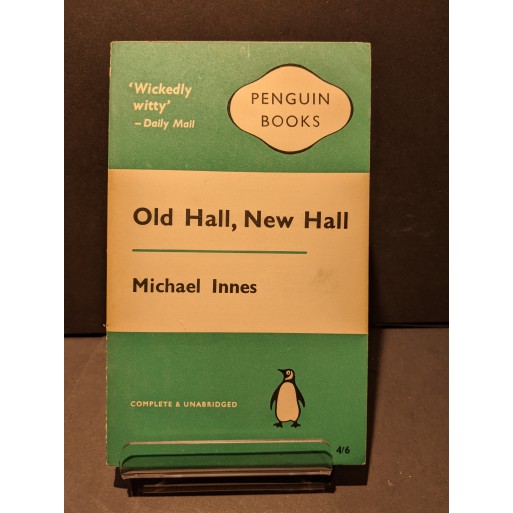 'Wickedly
witty'
– Daily Mail
PENGUIN
BOOKS
Old Hall, New Hall
Michael Innes
COMPLETE & UNABRIDGED
4/6